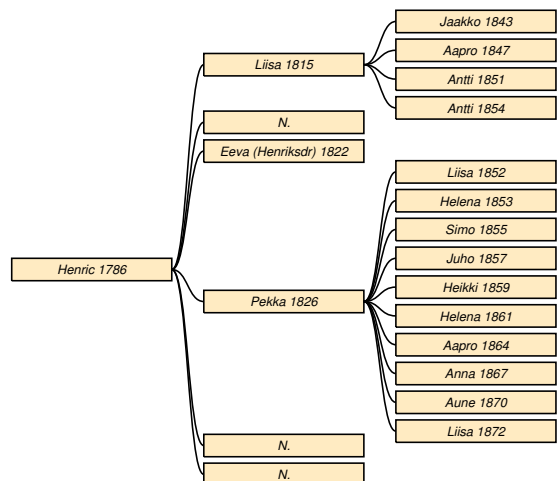 Henric 1786
Liisa 1815
Jaakko 1843
Aapro 1847
Antti 1851
Antti 1854
N.
Eeva (Henriksdr) 1822
Pekka 1826
Liisa 1852
Helena 1853
Simo 1855
Juho 1857
Heikki 1859
Helena 1861
Aapro 1864
Anna 1867
Aune 1870
Liisa 1872
N.
N.